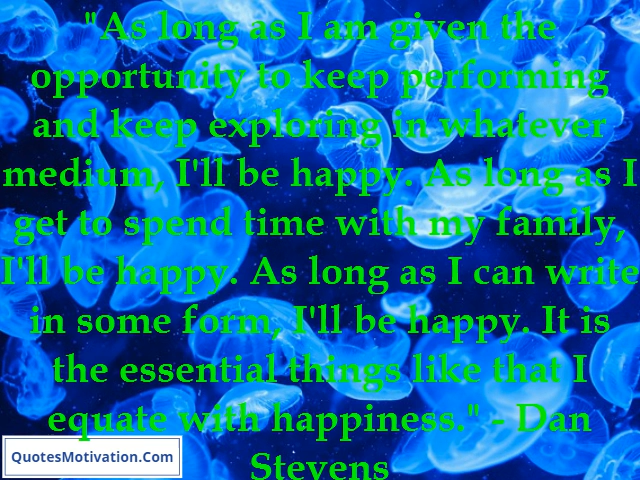 "As long as I am given the
opportunity to keep performing
and keep exploring in whatever
medium, I'll be happy. As long as I
get to spend time with my family,
I'll be happy. As long as I can write
in some form, I'll be happy. It is
the essential things like that I
equate with happiness." - Dan
Stevens
QuotesMotivation.Com